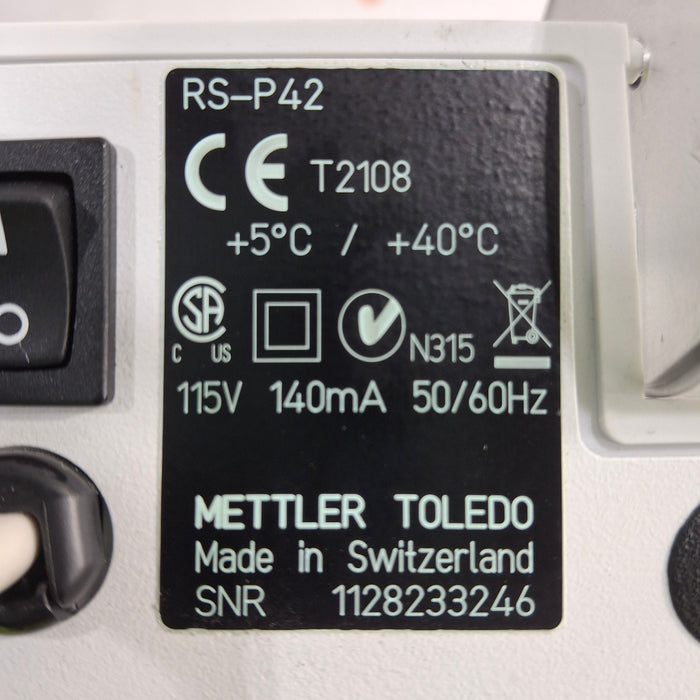 RS-P42
CE T2108
+5°C / +40°C
SA
C US N315
115V 140mA 50/60Hz
METTLER TOLEDO
Made in Switzerland
SNR 1128233246